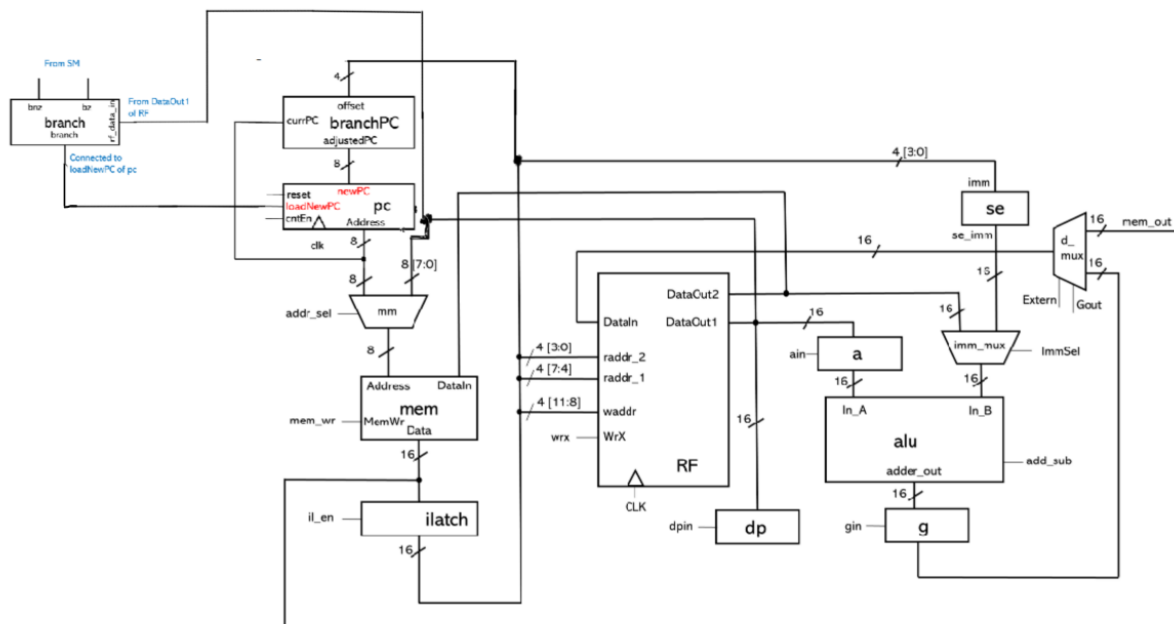 From SM
bnz
bz
rf_data_in
branch
branch
From DataOut1
of RF
Connected to
loadNewPC of pc
4
offset
currPC
branchPC
adjustedPC
8
reset
newPC
loadNewPC
pc
cntEn
Address
clk
8
8
8 [7:0]
addr_sel
mm
8
Address
DataIn
mem
mem_wr
MemWr
Data
16
il_en
ilatch
16
4 [3:0]
imm
se
se_imm
16
16
mem_out
d_
mux
16
16
Extern
Gout
DataOut2
DataIn
DataOut1
16
4 [3:0]
raddr_2
4 [7:4]
raddr_1
4 [11:8]
waddr
wrx
WrX
RF
CLK
ain
a
16
16
imm_mux
ImmSel
16
In_A
In_B
alu
add_sub
adder_out
16
16
dpin
dp
gin
g